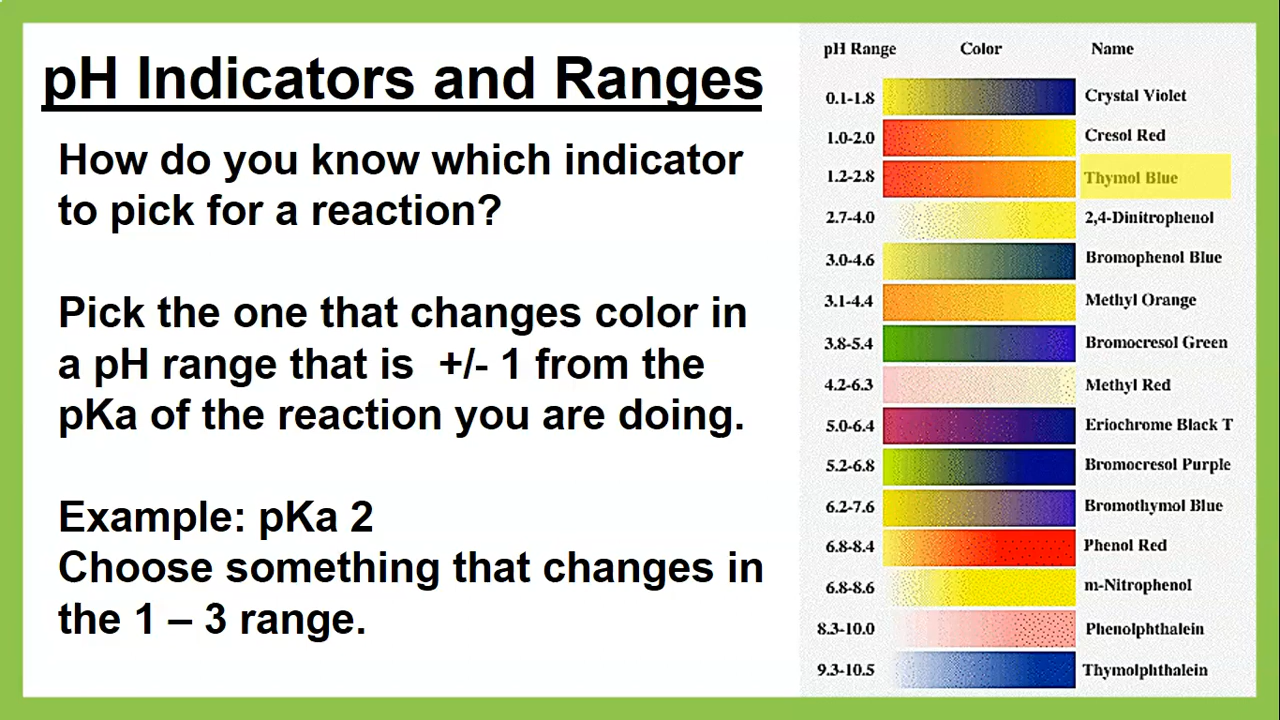 pH Indicators and Ranges
How do you know which indicator
to pick for a reaction?
Pick the one that changes color in
a pH range that is +/- 1 from the
pKa of the reaction you are doing.
Example: pKa 2
Choose something that changes in
the 1 – 3 range.
pH Range Color Name
0.1-1.8 Crystal Violet
1.0-2.0 Cresol Red
1.2-2.8 Thymol Blue
2.7-4.0 2,4-Dinitrophenol
3.0-4.6 Bromophenol Blue
3.1-4.4 Methyl Orange
3.8-5.4 Bromocresol Green
4.2-6.3 Methyl Red
5.0-6.4 Eriochrome Black T
5.2-6.8 Bromocresol Purple
6.2-7.6 Bromothymol Blue
6.8-8.4 Phenol Red
6.8-8.6 m-Nitrophenol
8.3-10.0 Phenolphthalein
9.3-10.5 Thymolphthalein